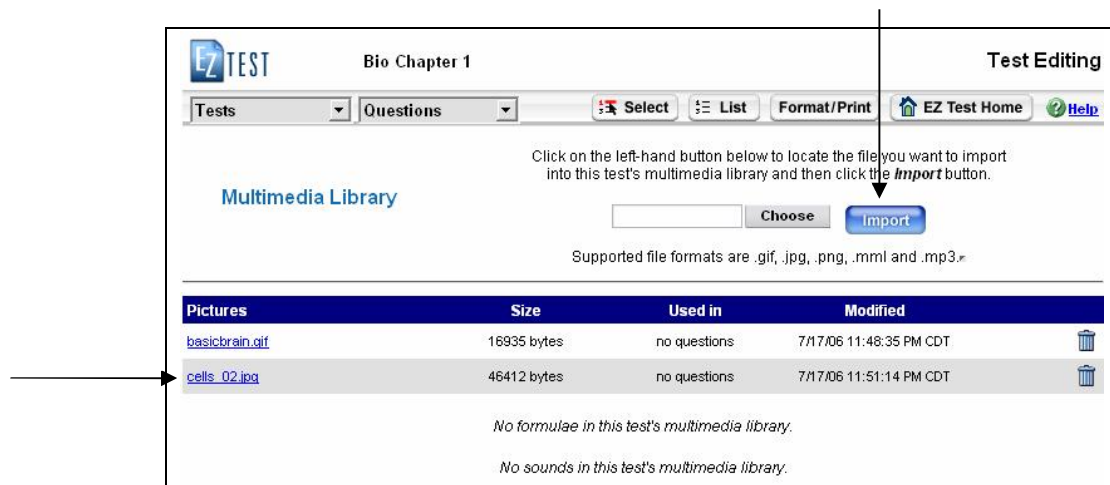 EZ TEST Bio Chapter 1 Test Editing
Tests Questions Select List Format/Print EZ Test Home Help
Click on the left-hand button below to locate the file you want to import
into this test's multimedia library and then click the Import button.
Multimedia Library
Choose Import
Supported file formats are .gif, .jpg, .png, .mml and .mp3.
Pictures Size Used in Modified
basicbrain.gif 16935 bytes no questions 7/17/06 11:48:35 PM CDT
cells_02.jpg 46412 bytes no questions 7/17/06 11:51:14 PM CDT
No formulae in this test's multimedia library.
No sounds in this test's multimedia library.